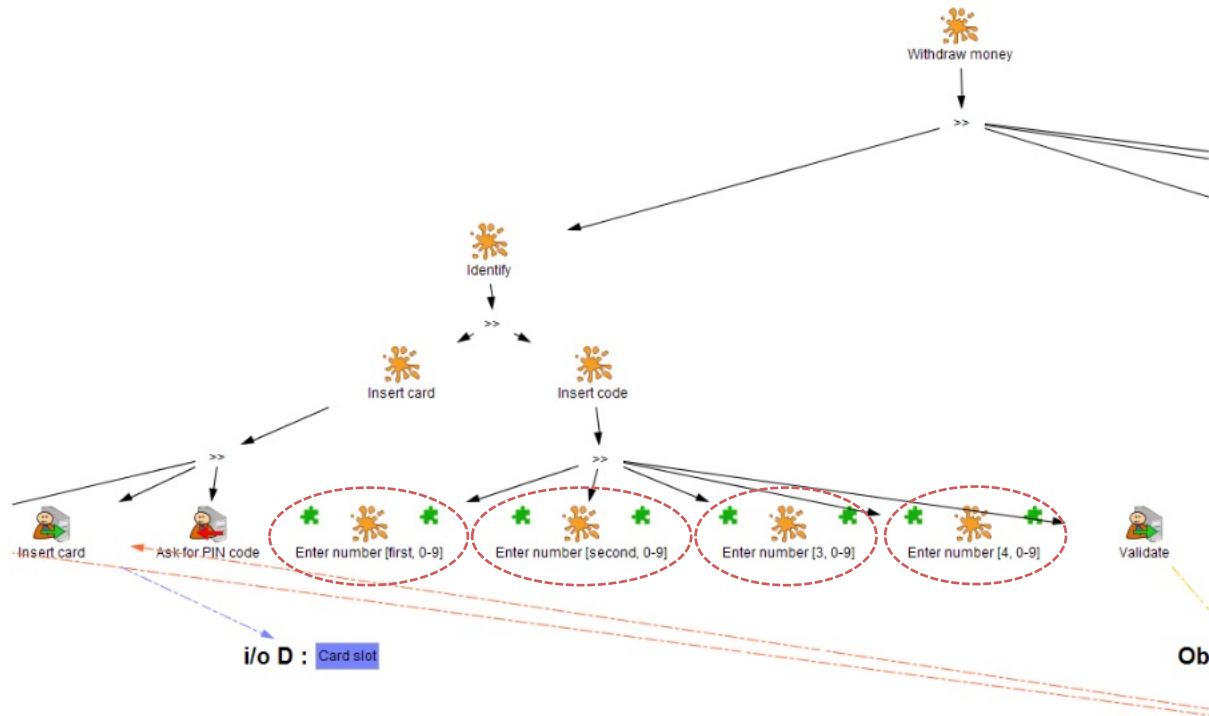 Withdraw money
>>
Identify
>>
Insert card
Insert code
>>
>>
Insert card
Ask for PIN code
Enter number [first, 0-9]
Enter number [second, 0-9]
Enter number [3, 0-9]
Enter number [4, 0-9]
Validate
i/o D : Card slot
Ob